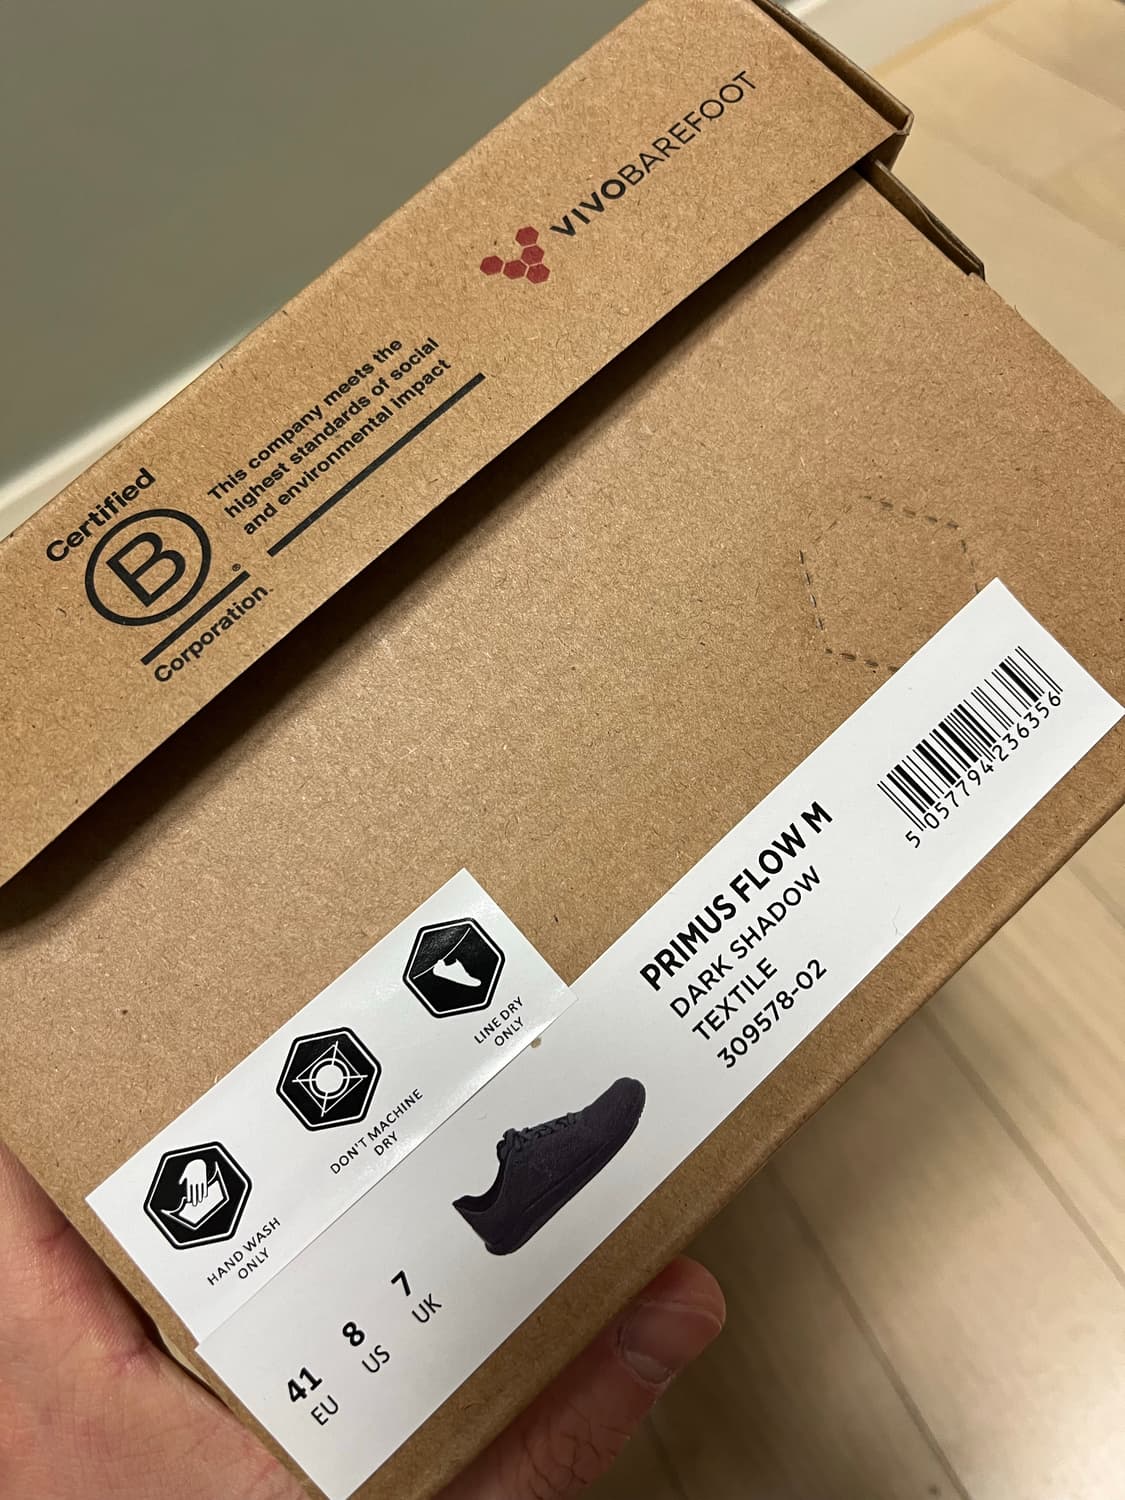 VIVOBAREFOOT
Certified
B
®
Corporation
This company meets the
highest standards of social
and environmental impact
5 057794 236356
PRIMUS FLOW M
DARK SHADOW
TEXTILE
309578-02
LINE DRY
ONLY
DON'T MACHINE
DRY
HAND WASH
ONLY
41
EU
8
US
7
UK